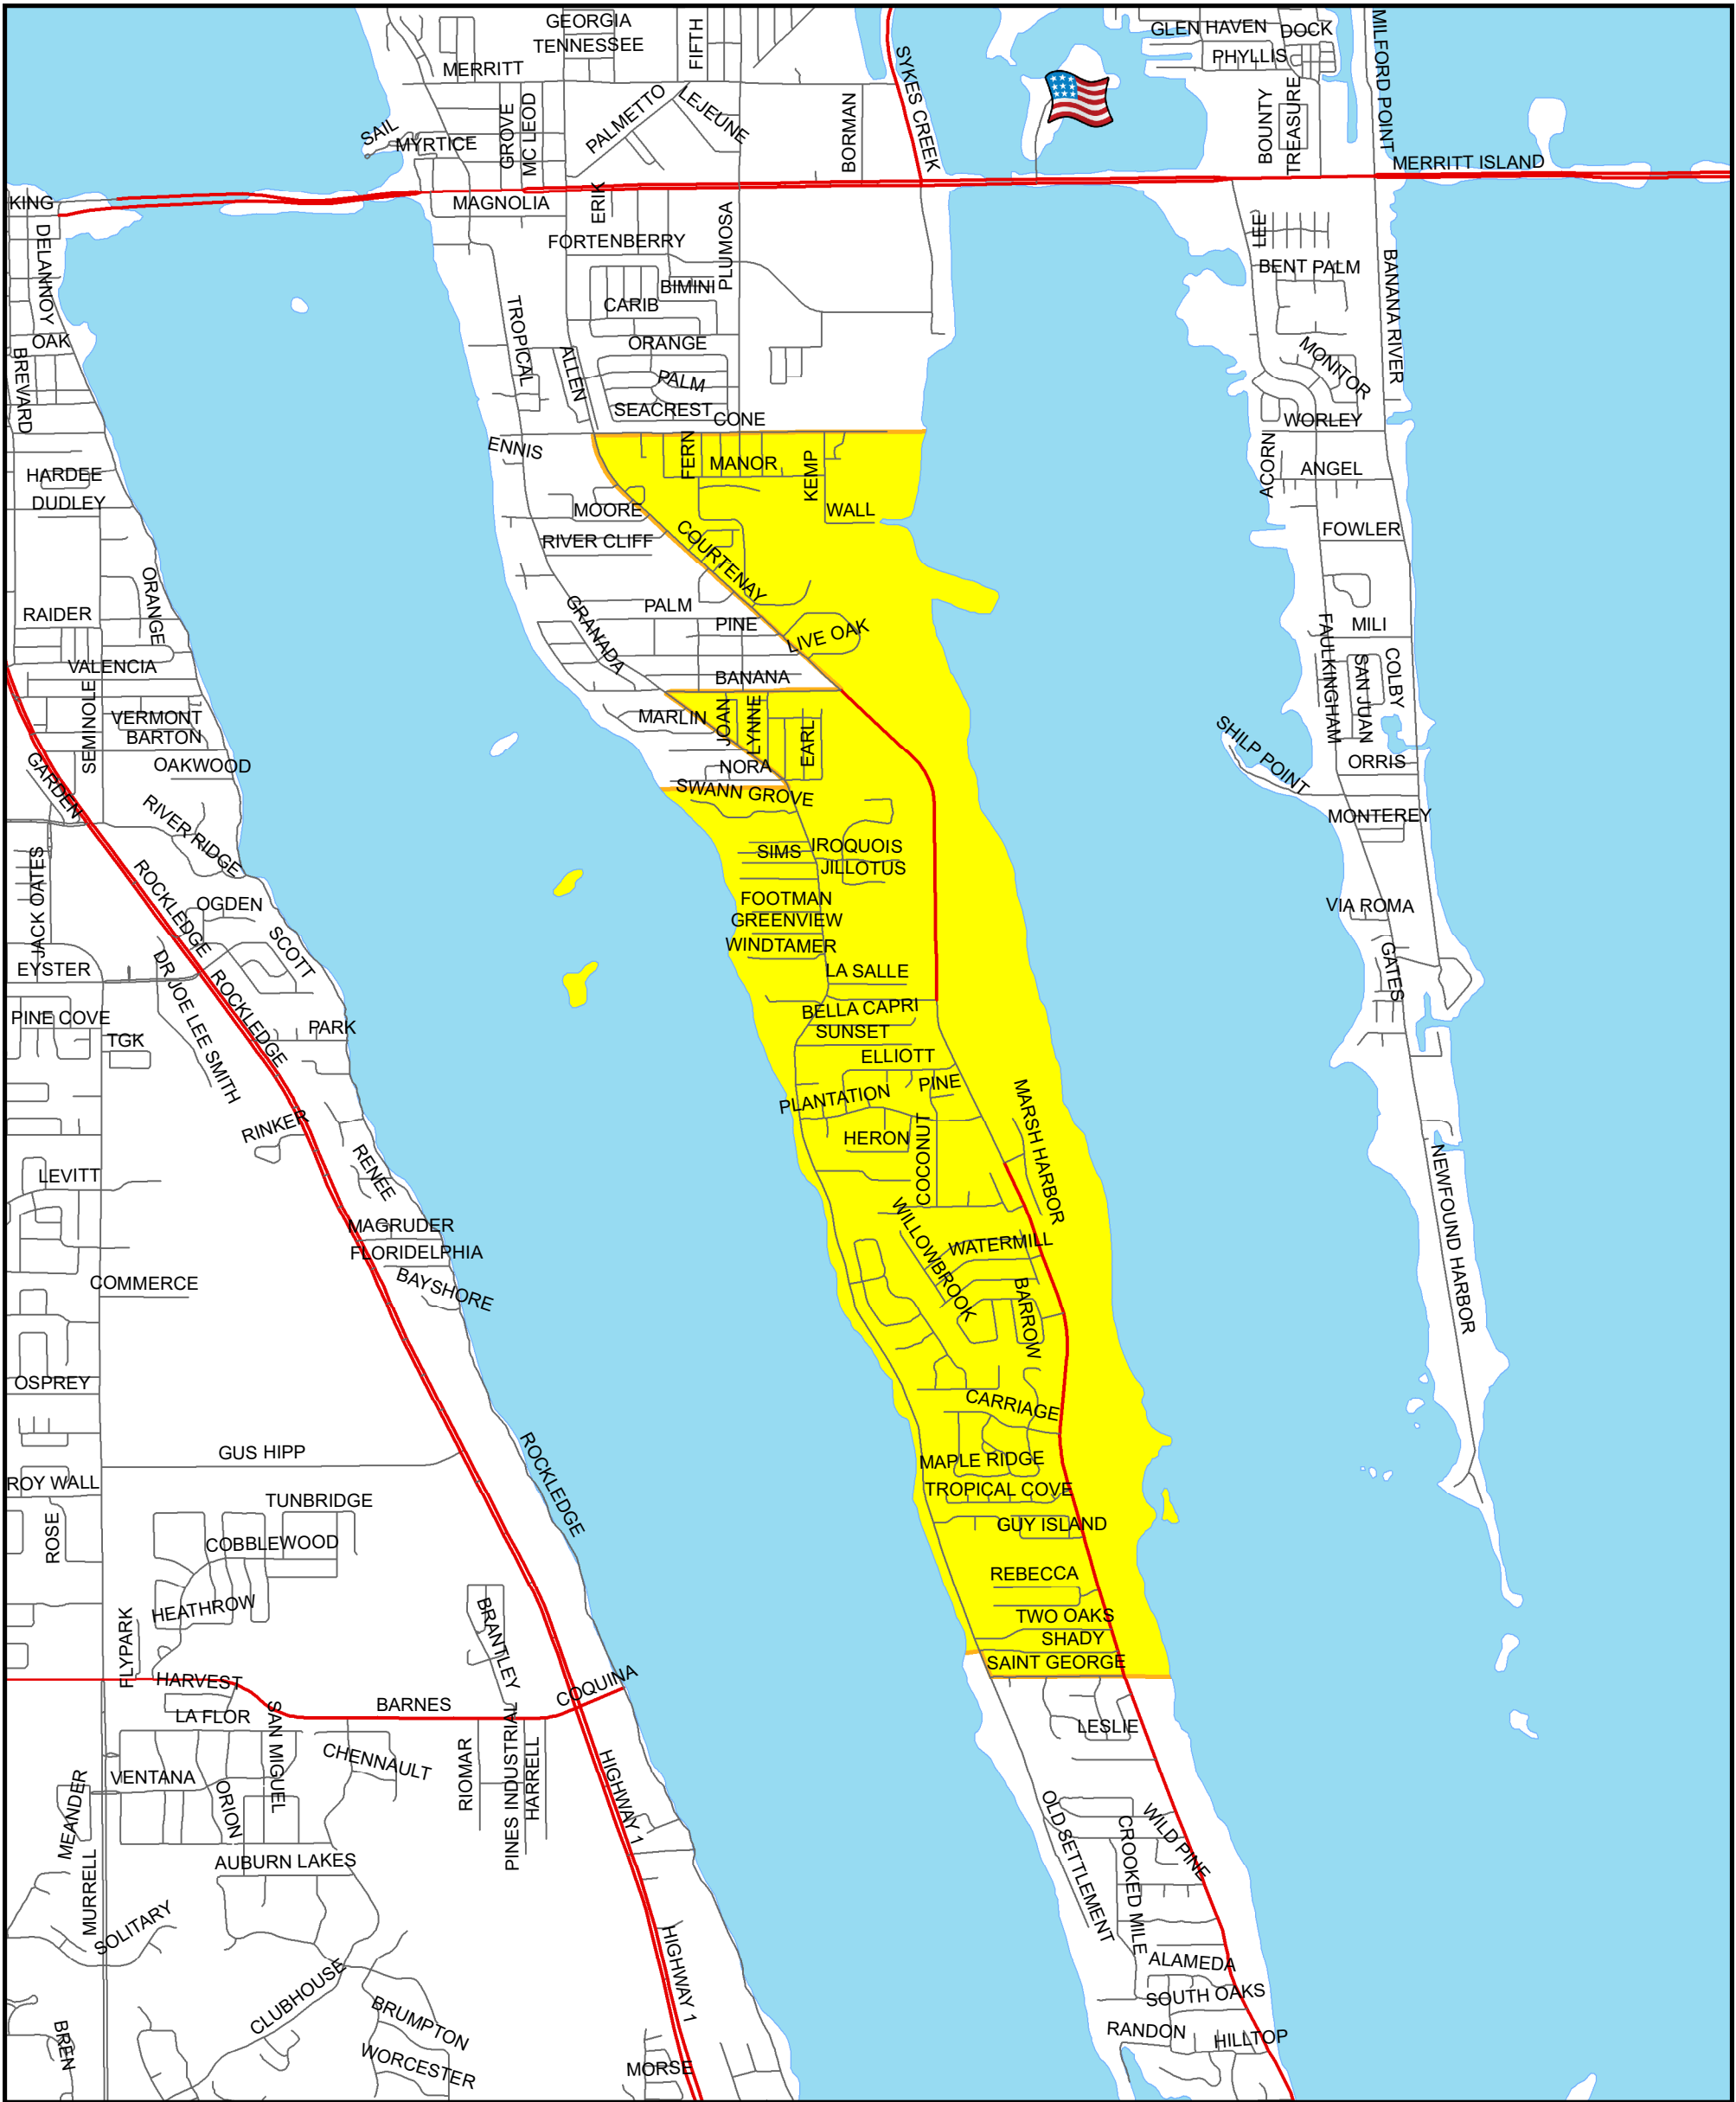 GEORGIA
TENNESSEE
FIFTH
MERRITT
SYKES CREEK
GLEN HAVEN
DOCK
PHYLLIS
MILFORD POINT
SAIL
MYRTICE
GROVE
MC LEOD
PALMETTO
LEJEUNE
BORMAN
BOUNTY
TREASURE
MERRITT ISLAND
KING
MAGNOLIA
ERIK
DELANNOY
FORTENBERRY
PLUMOSA
LEE
BENT PALM
BANANA RIVER
BIMINI
CARIB
TROPICAL
OAK
BREVARD
ORANGE
ALLEN
PALM
MONITOR
SEACREST
CONE
WORLEY
ENNIS
FERN
MANOR
KEMP
ACORN
ANGEL
HARDEE
DUDLEY
MOORE
WALL
COURTENAY
RIVER CLIFF
FOWLER
ORANGE
RAIDER
GRANADA
PALM
PINE
LIVE OAK
FAULKINGHAM
MILI
SAN JUAN
COLBY
VALENCIA
BANANA
SEMINOLE
VERMONT
BARTON
MARLIN
JOAN
LYNNE
EARL
SHILP POINT
OAKWOOD
NORA
ORRIS
GARDEN
SWANN GROVE
RIVER RIDGE
MONTEREY
JACK OATES
ROCKLEDGE
SIMS
IROQUOIS
JILLOTUS
OGDEN
FOOTMAN
GREENVIEW
VIA ROMA
SCOTT
WINDTAMER
GATES
EYSTER
DR JOE LEE SMITH
ROCKLEDGE
LA SALLE
BELLA CAPRI
PINE COVE
TGK
PARK
SUNSET
ELLIOTT
PLANTATION
PINE
MARSH HARBOR
RINKER
HERON
COCONUT
RENEE
LEVITT
NEWFOUND HARBOR
MAGRUDER
FLORIDELPHIA
WILLOWBROOK
WATERMILL
COMMERCE
BAYSHORE
BARROW
OSPREY
CARRIAGE
GUS HIPP
ROCKLEDGE
MAPLE RIDGE
ROY WALL
TUNBRIDGE
TROPICAL COVE
ROSE
COBBLEWOOD
GUY ISLAND
REBECCA
HEATHROW
BRANTLEY
TWO OAKS
SHADY
FLYPARK
SAINT GEORGE
HARVEST
COQUINA
LA FLOR
SAN MIGUEL
BARNES
LESLIE
CHENNAULT
RIOMAR
PINES INDUSTRIAL
HARRELL
HIGHWAY 1
VENTANA
MEANDER
ORION
OLD SETTLEMENT
CROOKED MILE
WILD PINE
AUBURN LAKES
MURRELL
SOLITARY
HIGHWAY 1
ALAMEDA
CLUBHOUSE
SOUTH OAKS
BREN
BRUMPTON
RANDON
HILLTOP
WORCESTER
MORSE